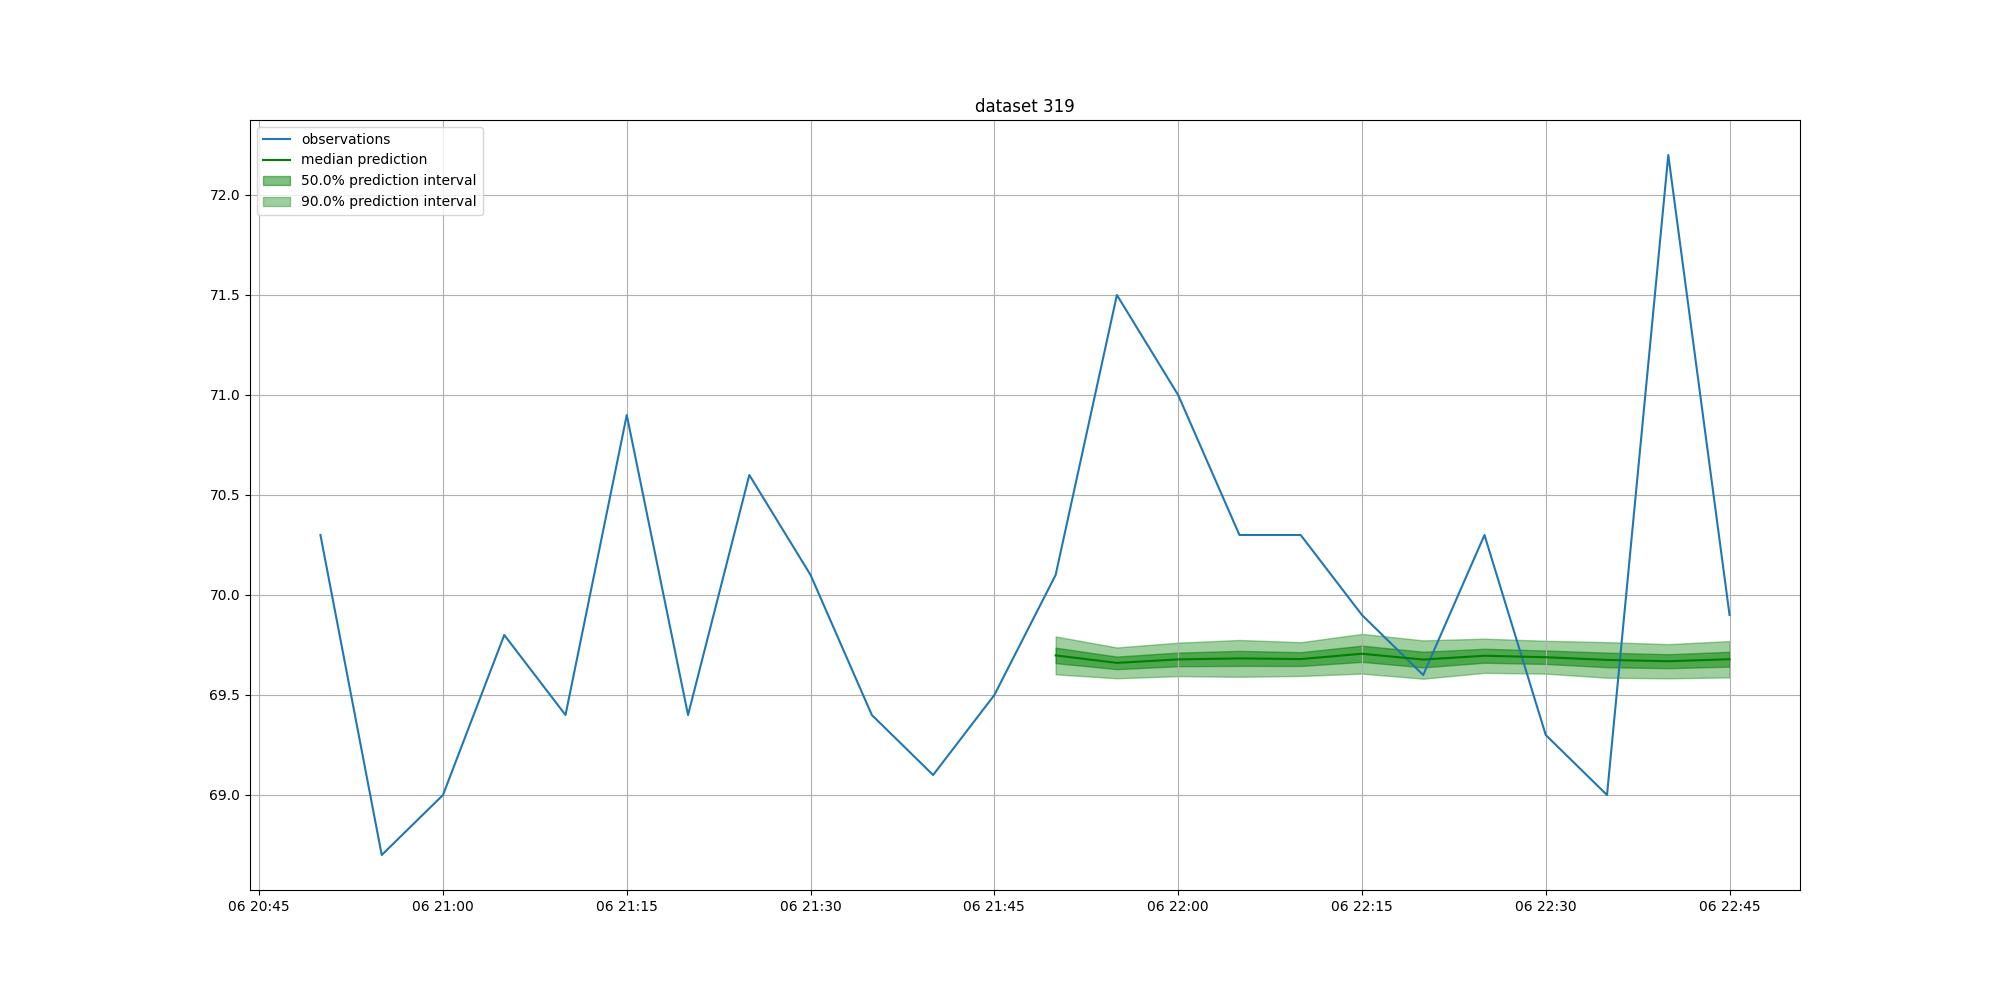 dataset 319
observations
median prediction
50.0% prediction interval
90.0% prediction interval
72.0
71.5
71.0
70.5
70.0
69.5
69.0
06 20:45 06 21:00 06 21:15 06 21:30 06 21:45 06 22:00 06 22:15 06 22:30 06 22:45